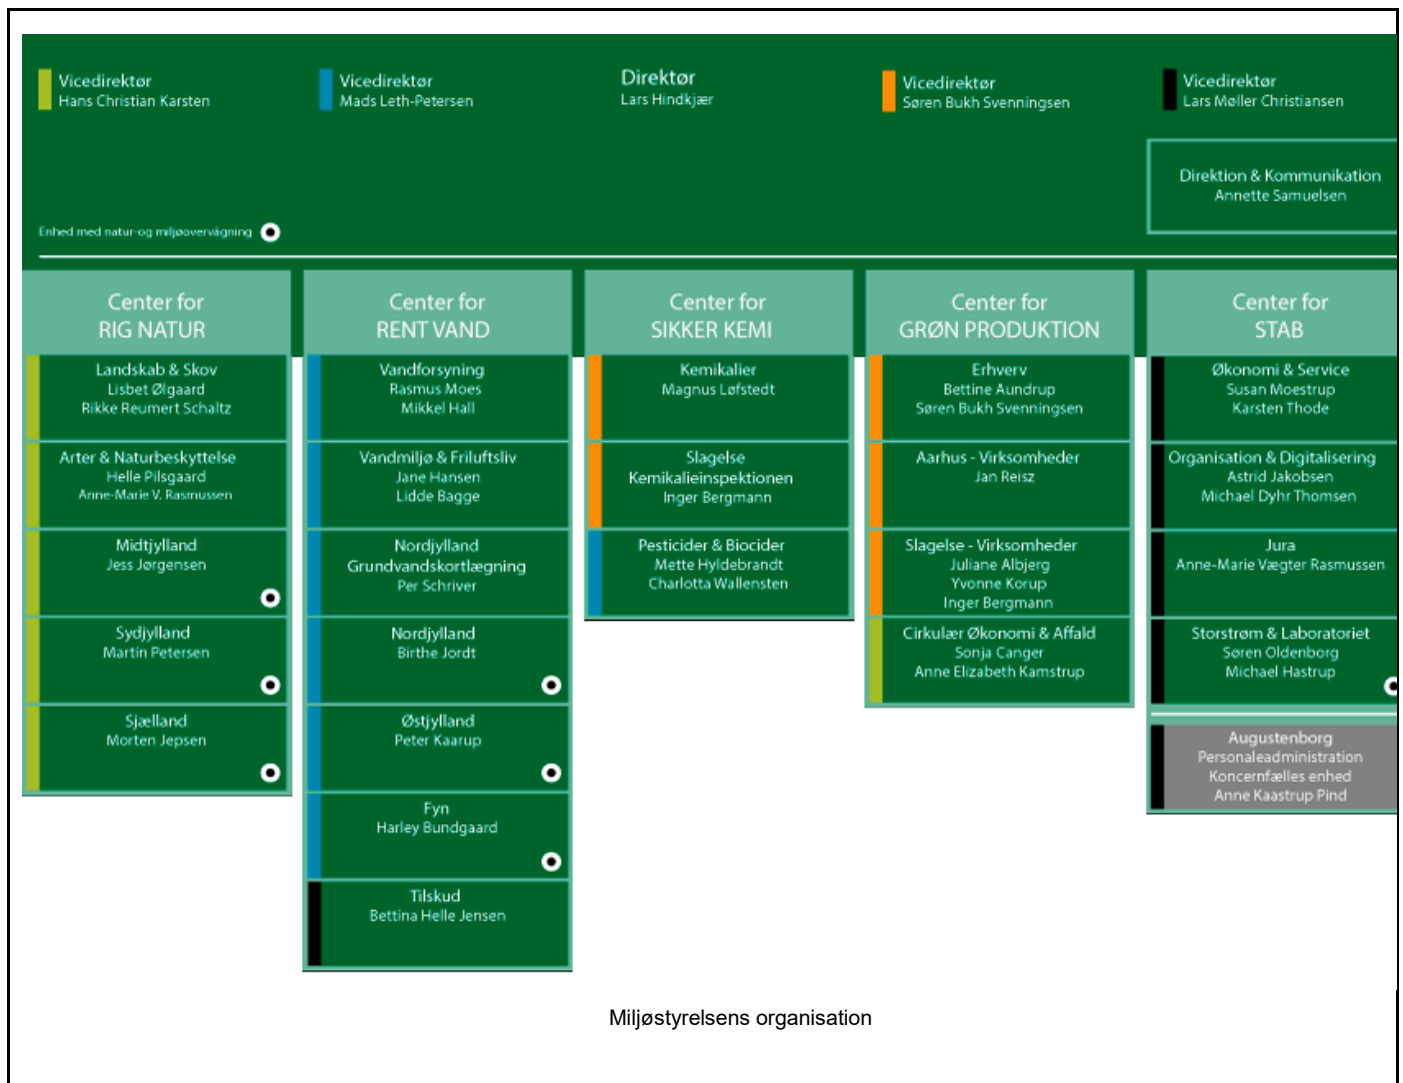 Vicedirektør
Hans Christian Karsten
Vicedirektør
Mads Leth-Petersen
Direktør
Lars Hindkjær
Vicedirektør
Søren Bukh Svenningsen
Vicedirektør
Lars Møller Christiansen
Direktion & Kommunikation
Annette Samuelsen
Enhed med natur-og miljøovervågning
Center for
RIG NATUR
Landskab & Skov
Lisbet Ølgaard
Rikke Reumert Schaltz
Arter & Naturbeskyttelse
Helle Pilsgaard
Anne-Marie V. Rasmussen
Midtjylland
Jess Jørgensen
Sydjylland
Martin Petersen
Sjælland
Morten Jepsen
Center for
RENT VAND
Vandforsyning
Rasmus Moes
Mikkel Hall
Vandmiljø & Friluftsliv
Jane Hansen
Lidde Bagge
Nordjylland
Grundvandskortlægning
Per Schriver
Nordjylland
Birthe Jordt
Østjylland
Peter Kaarup
Fyn
Harley Bundgaard
Tilskud
Bettina Helle Jensen
Center for
SIKKER KEMI
Kemikalier
Magnus Løfstedt
Slagelse
Kemikalieinspektionen
Inger Bergmann
Pesticider & Biocider
Mette Hyldebrandt
Charlotta Wallensten
Center for
GRØN PRODUKTION
Erhverv
Bettine Aundrup
Søren Bukh Svenningsen
Aarhus - Virksomheder
Jan Reisz
Slagelse - Virksomheder
Juliane Albjerg
Yvonne Korup
Inger Bergmann
Cirkulær Økonomi & Affald
Sonja Canger
Anne Elizabeth Kamstrup
Center for
STAB
Økonomi & Service
Susan Moestrup
Karsten Thode
Organisation & Digitalisering
Astrid Jakobsen
Michael Dyhr Thomsen
Jura
Anne-Marie Vægter Rasmussen
Storstrøm & Laboratoriet
Søren Oldenborg
Michael Hastrup
Augustenborg
Personaleadministration
Koncernfælles enhed
Anne Kaastrup Pind
Miljøstyrelsens organisation